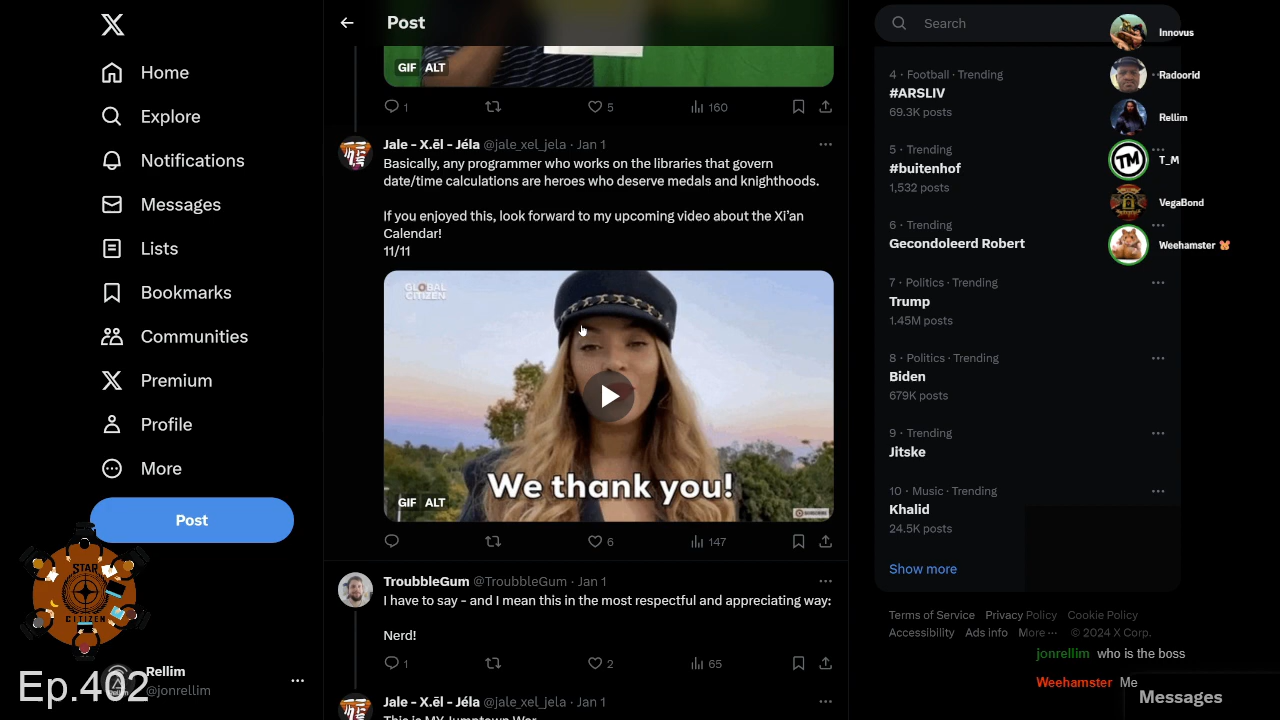 Home
Explore
Notifications
Messages
Lists
Bookmarks
Communities
Premium
Profile
More
Post
STAR
CITIZEN
Rellim
@jonrellim
Ep.402
Post
GIF ALT
1
5
160
Jale - X.ēl - Jéla @jale_xel_jela · Jan 1
Basically, any programmer who works on the libraries that govern
date/time calculations are heroes who deserve medals and knighthoods.
If you enjoyed this, look forward to my upcoming video about the Xi'an
Calendar!
11/11
GLOBAL
CITIZEN
We thank you!
GIF ALT
6
147
TroubbleGum @TroubbleGum · Jan 1
I have to say - and I mean this in the most respectful and appreciating way:
Nerd!
1
2
65
Jale - X.ēl - Jéla @jale_xel_jela · Jan 1
This is MY Jumptown War
Search
4 · Football · Trending
#ARSLIV
69.3K posts
5 · Trending
#buitenhof
1,532 posts
6 · Trending
Gecondoleerd Robert
7 · Politics · Trending
Trump
1.45M posts
8 · Politics · Trending
Biden
679K posts
9 · Trending
Jitske
10 · Music · Trending
Khalid
24.5K posts
Show more
Terms of Service Privacy Policy Cookie Policy
Accessibility Ads info More ··· © 2024 X Corp.
Innovus
Radoorid
Rellim
TM
T_M
VegaBond
Weehamster
jonrellim who is the boss
Weehamster Me
Messages